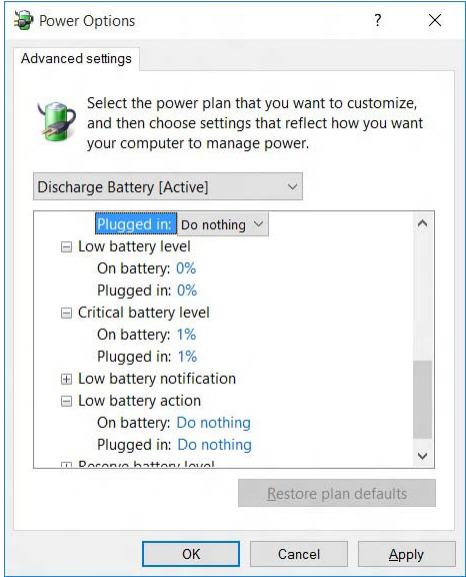 Power Options
?
Advanced settings
Select the power plan that you want to customize,
and then choose settings that reflect how you want
your computer to manage power.
Discharge Battery [Active]
Plugged in: Do nothing
Low battery level
On battery: 0%
Plugged in: 0%
Critical battery level
On battery: 1%
Plugged in: 1%
Low battery notification
Low battery action
On battery: Do nothing
Plugged in: Do nothing
Reserve battery level
Restore plan defaults
OK Cancel Apply